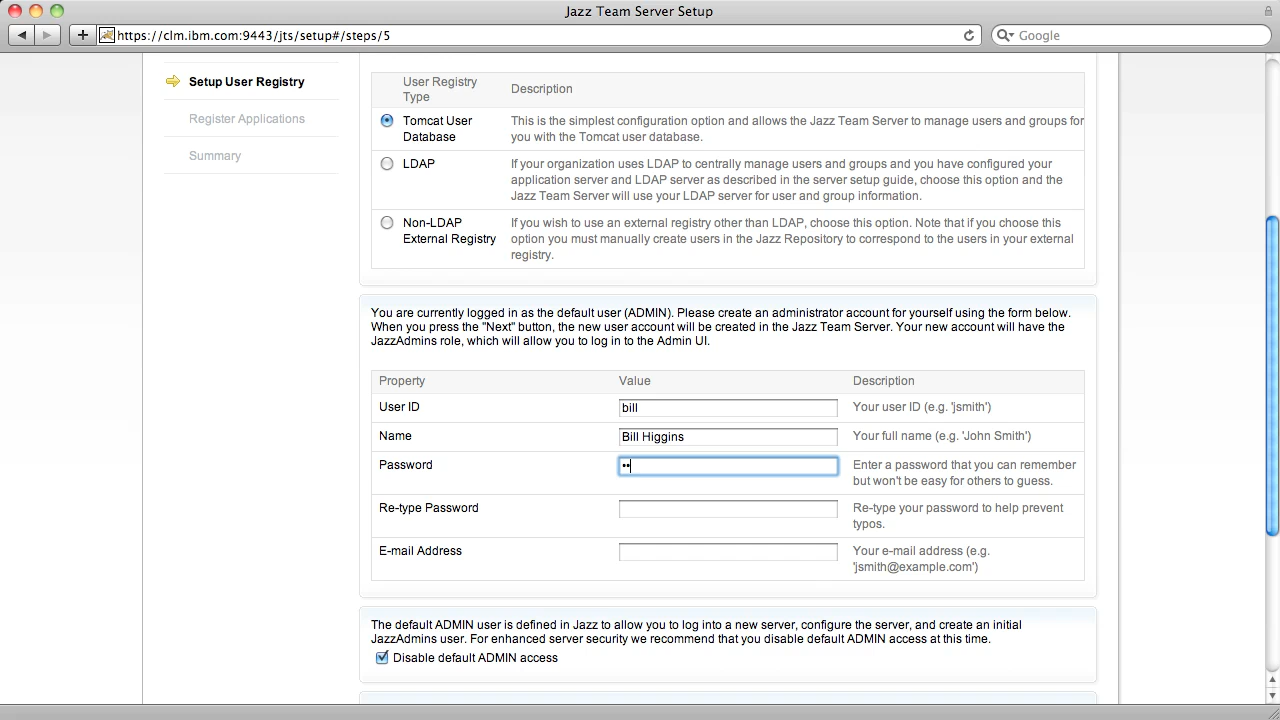 Jazz Team Server Setup
https://clm.ibm.com:9443/jts/setup#/steps/5
Google
Setup User Registry
Register Applications
Summary
User Registry
Type
Description
Tomcat User
Database
This is the simplest configuration option and allows the Jazz Team Server to manage users and groups for
you with the Tomcat user database.
LDAP
If your organization uses LDAP to centrally manage users and groups and you have configured your
application server and LDAP server as described in the server setup guide, choose this option and the
Jazz Team Server will use your LDAP server for user and group information.
Non-LDAP
External Registry
If you wish to use an external registry other than LDAP, choose this option. Note that if you choose this
option you must manually create users in the Jazz Repository to correspond to the users in your external
registry.
You are currently logged in as the default user (ADMIN). Please create an administrator account for yourself using the form below.
When you press the "Next" button, the new user account will be created in the Jazz Team Server. Your new account will have the
JazzAdmins role, which will allow you to log in to the Admin UI.
Property Value Description
User ID bill Your user ID (e.g. 'jsmith')
Name Bill Higgins Your full name (e.g. 'John Smith')
Password •• Enter a password that you can remember
but won't be easy for others to guess.
Re-type Password Re-type your password to help prevent
typos.
E-mail Address Your e-mail address (e.g.
'jsmith@example.com')
The default ADMIN user is defined in Jazz to allow you to log into a new server, configure the server, and create an initial
JazzAdmins user. For enhanced server security we recommend that you disable default ADMIN access at this time.
Disable default ADMIN access